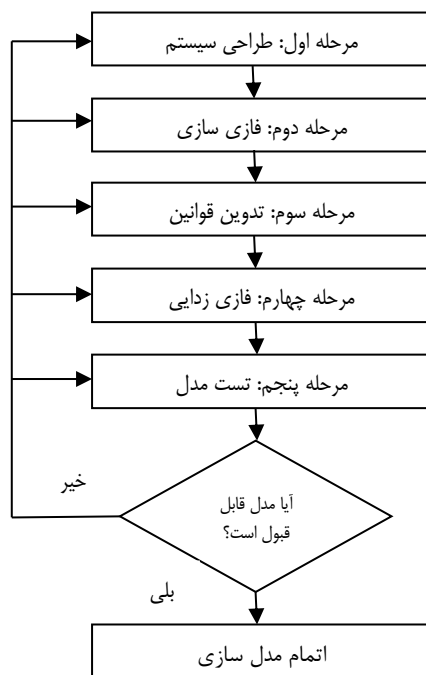 مرحله اول: طراحی سیستم
مرحله دوم: فازی سازی
مرحله سوم: تدوین قوانین
مرحله چهارم: فازی زدایی
مرحله پنجم: تست مدل
خیر
آیا مدل قابل
قبول است؟
بلی
اتمام مدل سازی